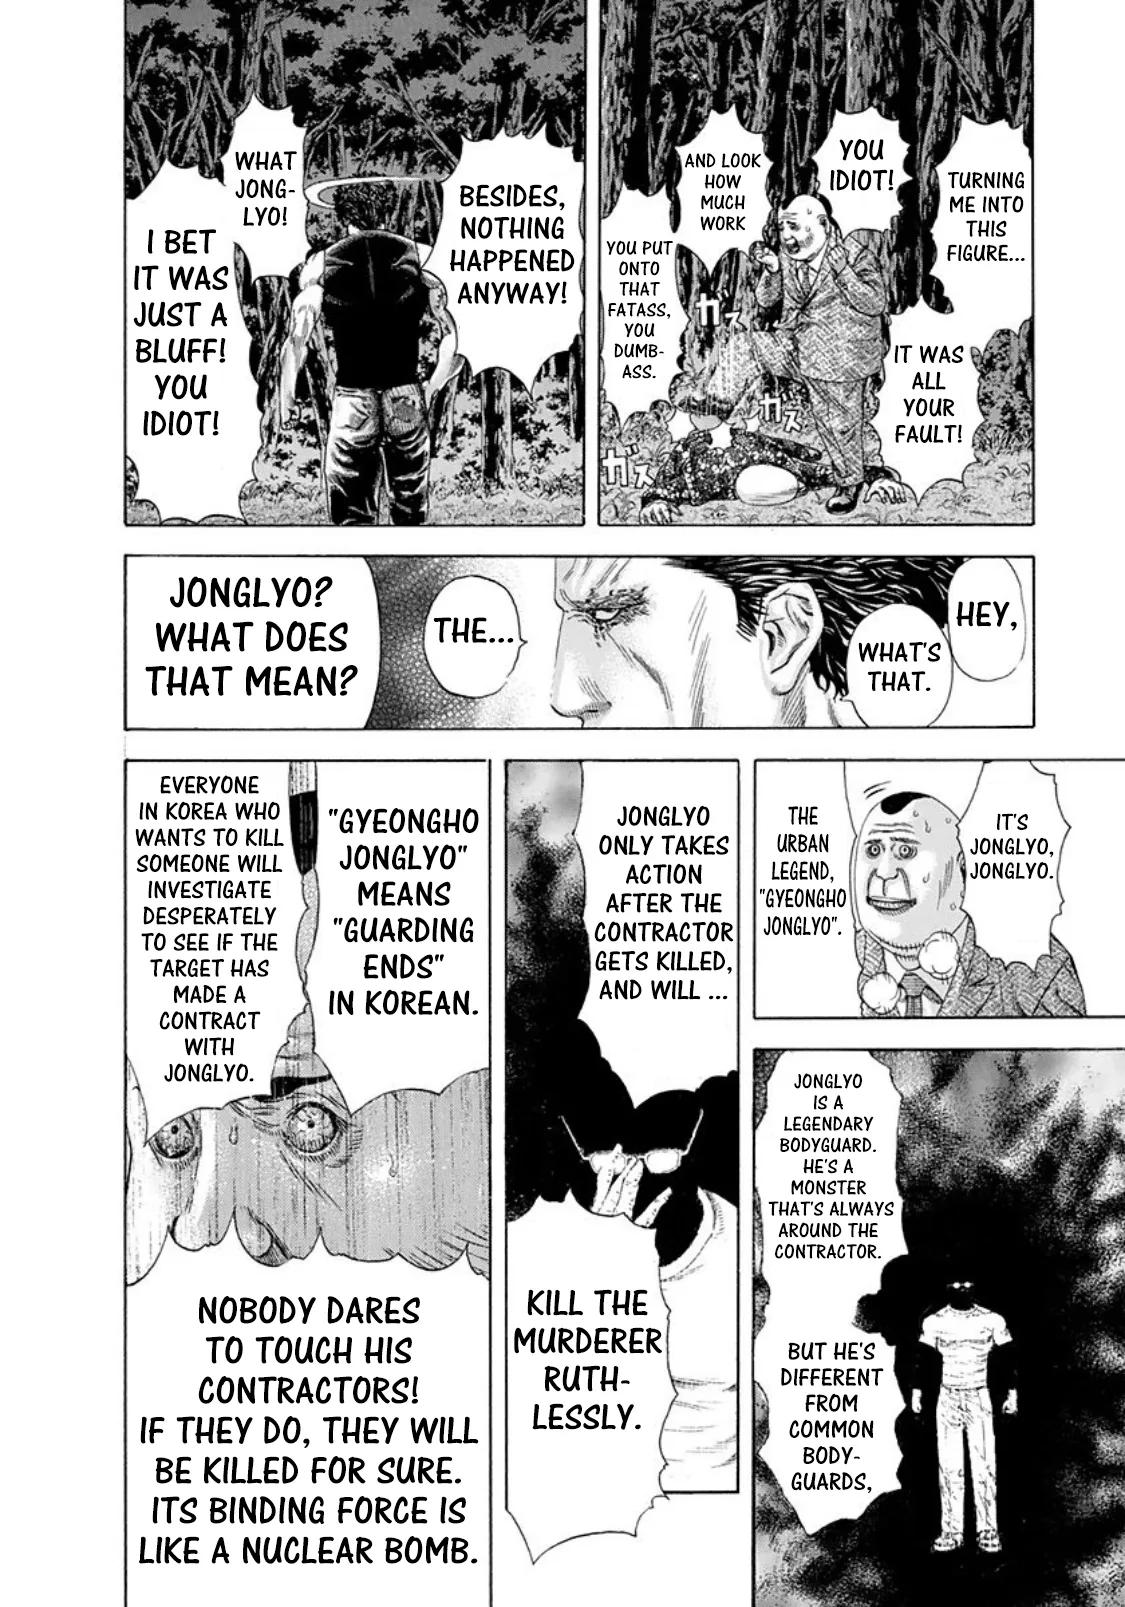 TURNING
ME INTO
THIS
FIGURE...
IT WAS
ALL
YOUR
FAULT!
YOU
IDIOT!
AND LOOK
HOW
MUCH
WORK
YOU PUT
ONTO
THAT
FATASS,
YOU
DUMB-
ASS.
ガス
ガス
ガス
BESIDES,
NOTHING
HAPPENED
ANYWAY!
WHAT
JONG-
LYO!
I BET
IT WAS
JUST A
BLUFF!
YOU
IDIOT!
HEY,
WHAT'S
THAT.
THE...
JONGLYO?
WHAT DOES
THAT MEAN?
IT'S
JONGLYO,
JONGLYO.
THE
URBAN
LEGEND,
"GYEONGHO
JONGLYO".
JONGLYO
IS A
LEGENDARY
BODYGUARD.
HE'S A
MONSTER
THAT'S ALWAYS
AROUND THE
CONTRACTOR.
BUT HE'S
DIFFERENT
FROM
COMMON
BODY-
GUARDS,
JONGLYO
ONLY TAKES
ACTION
AFTER THE
CONTRACTOR
GETS KILLED,
AND WILL ...
KILL THE
MURDERER
RUTH-
LESSLY.
"GYEONGHO
JONGLYO"
MEANS
"GUARDING
ENDS"
IN KOREAN.
EVERYONE
IN KOREA WHO
WANTS TO KILL
SOMEONE WILL
INVESTIGATE
DESPERATELY
TO SEE IF THE
TARGET HAS
MADE A
CONTRACT
WITH
JONGLYO.
NOBODY DARES
TO TOUCH HIS
CONTRACTORS!
IF THEY DO, THEY WILL
BE KILLED FOR SURE.
ITS BINDING FORCE IS
LIKE A NUCLEAR BOMB.